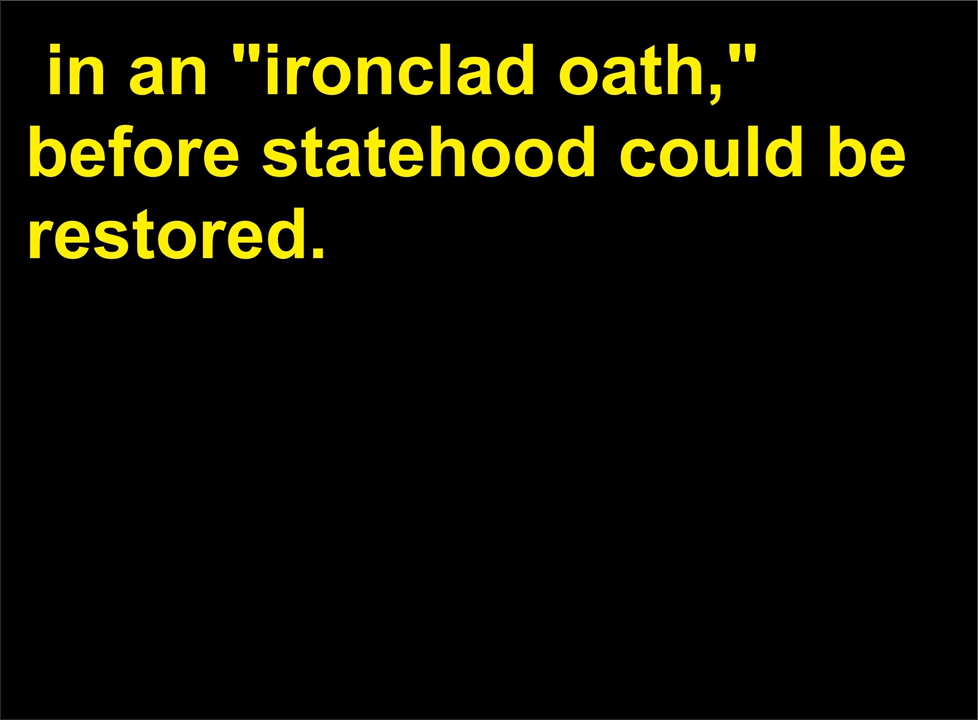 in an "ironclad oath,"
before statehood could be
restored.